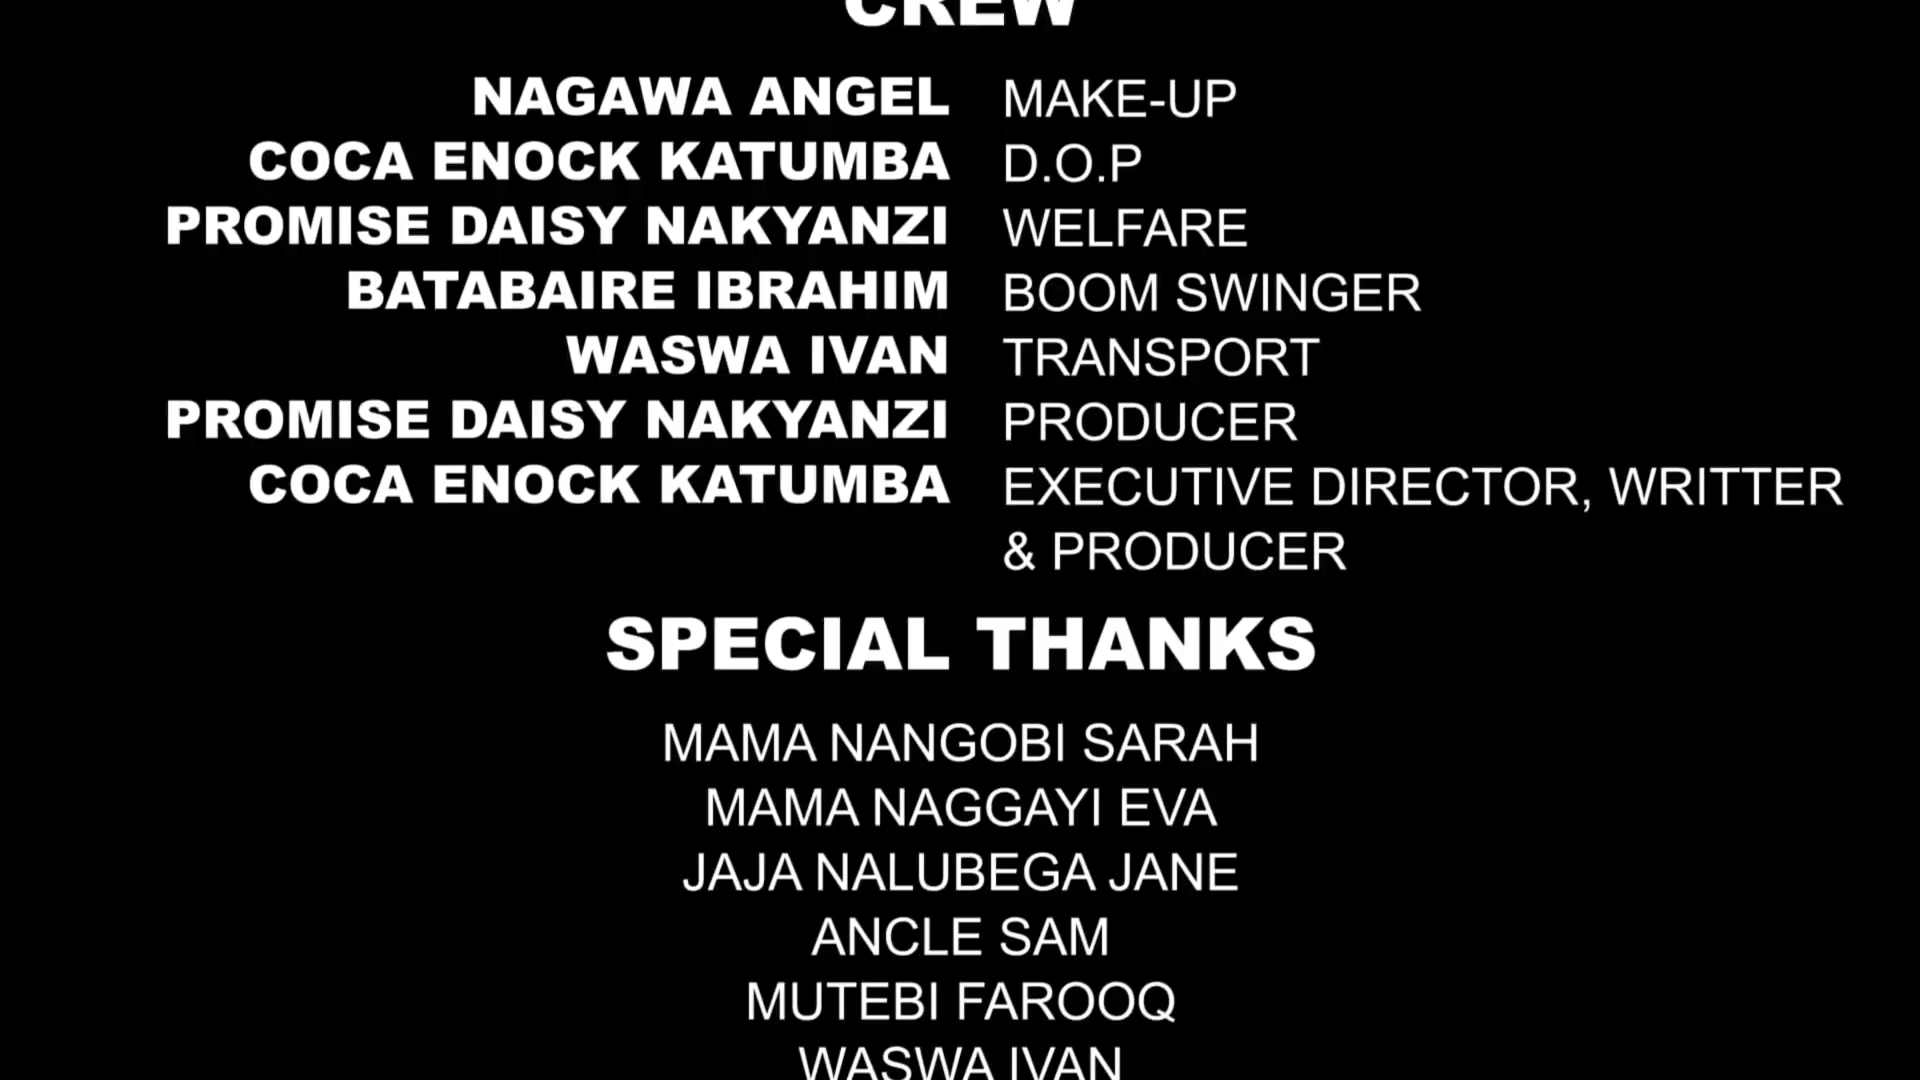 CREW
NAGAWA ANGEL MAKE-UP
COCA ENOCK KATUMBA D.O.P
PROMISE DAISY NAKYANZI WELFARE
BATABAIRE IBRAHIM BOOM SWINGER
WASWA IVAN TRANSPORT
PROMISE DAISY NAKYANZI PRODUCER
COCA ENOCK KATUMBA EXECUTIVE DIRECTOR, WRITTER
& PRODUCER
SPECIAL THANKS
MAMA NANGOBI SARAH
MAMA NAGGAYI EVA
JAJA NALUBEGA JANE
ANCLE SAM
MUTEBI FAROOQ
WASWA IVAN